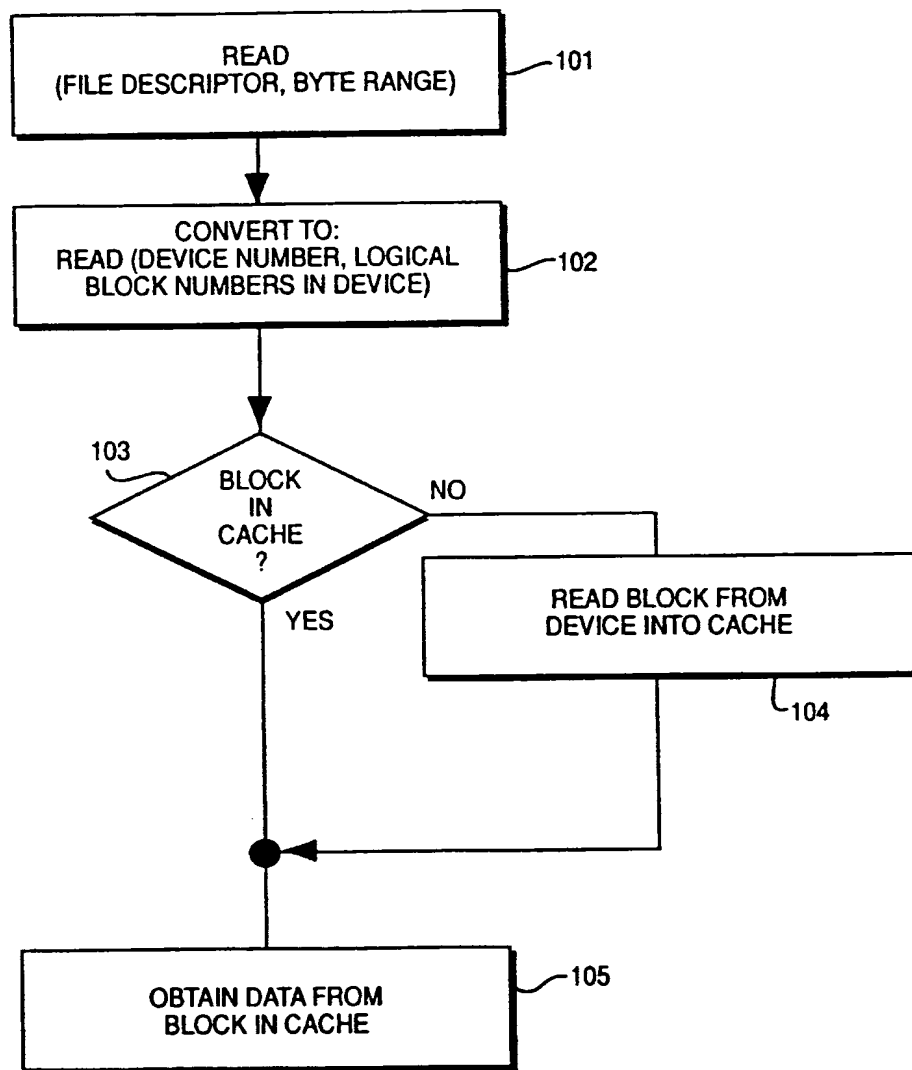 READ
(FILE DESCRIPTOR, BYTE RANGE)
101
CONVERT TO:
READ (DEVICE NUMBER, LOGICAL
BLOCK NUMBERS IN DEVICE)
102
103
BLOCK
IN
CACHE
?
NO
YES
READ BLOCK FROM
DEVICE INTO CACHE
104
OBTAIN DATA FROM
BLOCK IN CACHE
105